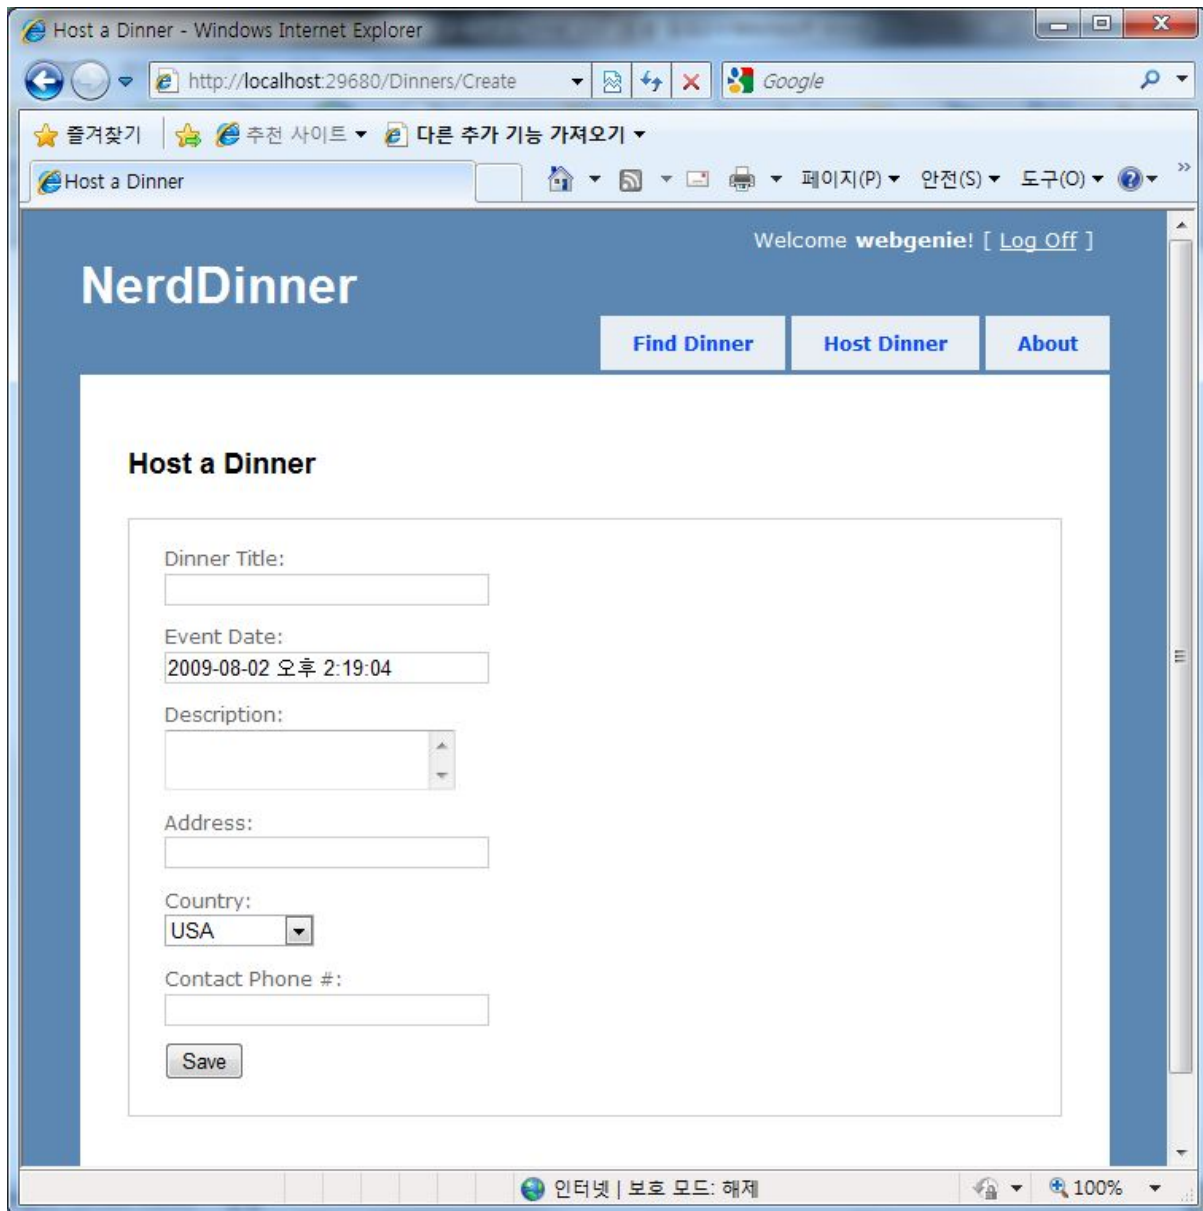 Host a Dinner - Windows Internet Explorer
http://localhost:29680/Dinners/Create
Google
즐겨찾기
추천 사이트
다른 추가 기능 가져오기
Host a Dinner
페이지(P)
안전(S)
도구(O)
Welcome webgenie! [ Log Off ]
NerdDinner
Find Dinner
Host Dinner
About
Host a Dinner
Dinner Title:
Event Date:
2009-08-02 오후 2:19:04
Description:
Address:
Country:
USA
Contact Phone #:
Save
인터넷 | 보호 모드: 해제
100%